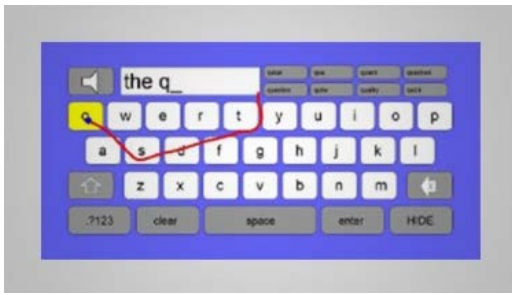 the q_
q w e r t y u i o p
a s d f g h j k l
z x c v b n m
.?123 clear space enter HIDE